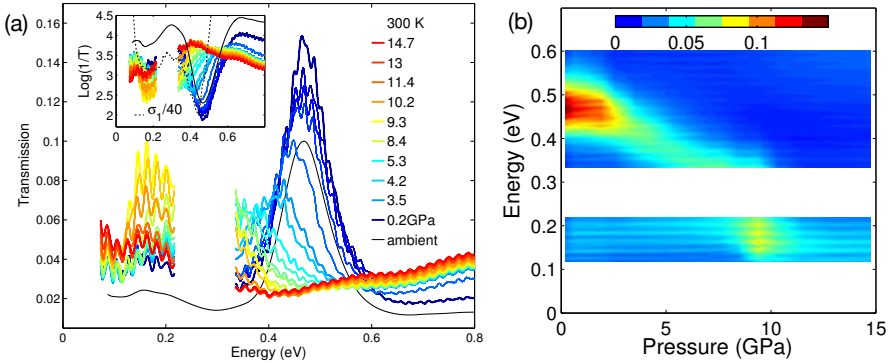 (a)
0.16
0.14
0.12
0.1
0.08
0.06
0.04
0.02
Transmission
0 0.2 0.4 0.6 0.8
Energy (eV)
4.5
4
3.5
3
2.5
2
Log(1/T)
σ1/40
0 0.2 0.4 0.6
300 K
14.7
13
11.4
10.2
9.3
8.4
5.3
4.2
3.5
0.2GPa
ambient
(b)
0 0.05 0.1
0.6
0.5
0.4
0.3
0.2
0.1
0
Energy (eV)
0 5 10 15
Pressure (GPa)